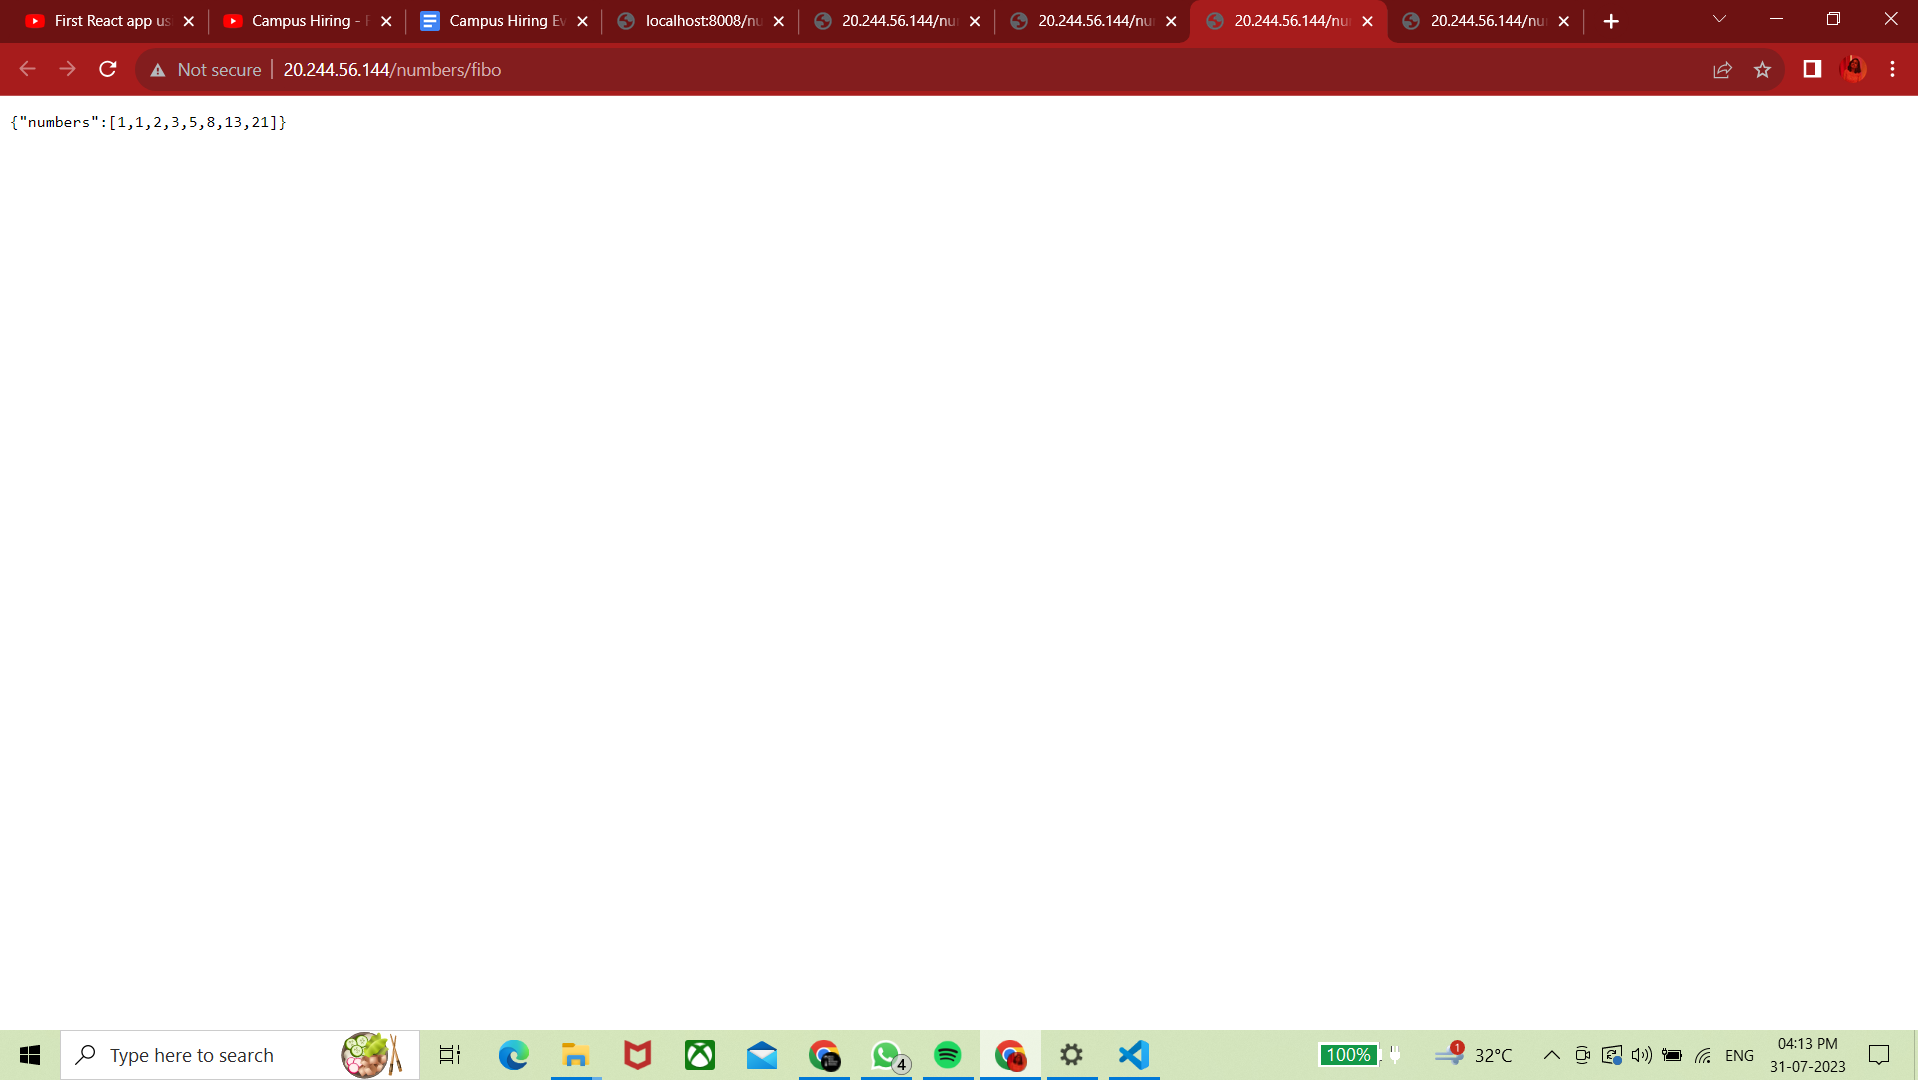 First React app us
Campus Hiring - F
Campus Hiring Ev
localhost:8008/nu
20.244.56.144/nu
20.244.56.144/nu
20.244.56.144/nu
20.244.56.144/nu
Not secure
20.244.56.144/numbers/fibo
{"numbers":[1,1,2,3,5,8,13,21]}
Type here to search
4
100%
1
32°C
ENG
04:13 PM
31-07-2023